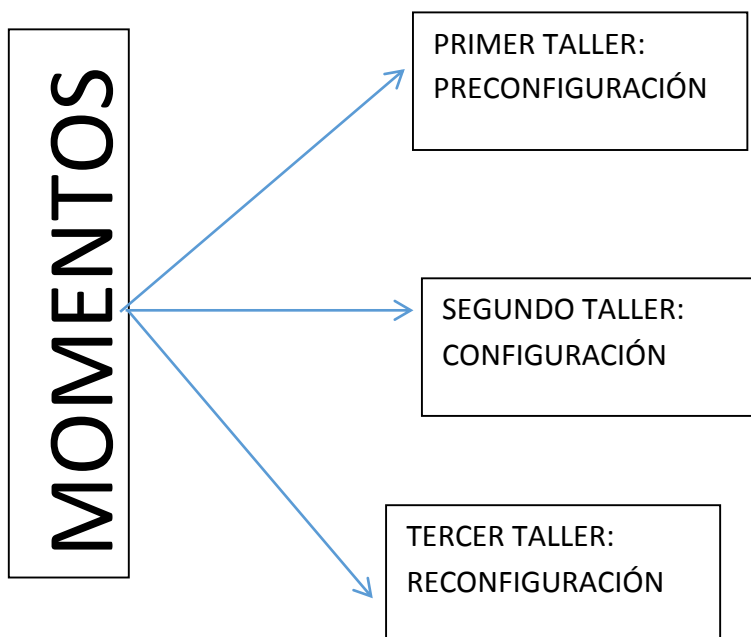 MOMENTOS
PRIMER TALLER:
PRECONFIGURACIÓN
SEGUNDO TALLER:
CONFIGURACIÓN
TERCER TALLER:
RECONFIGURACIÓN